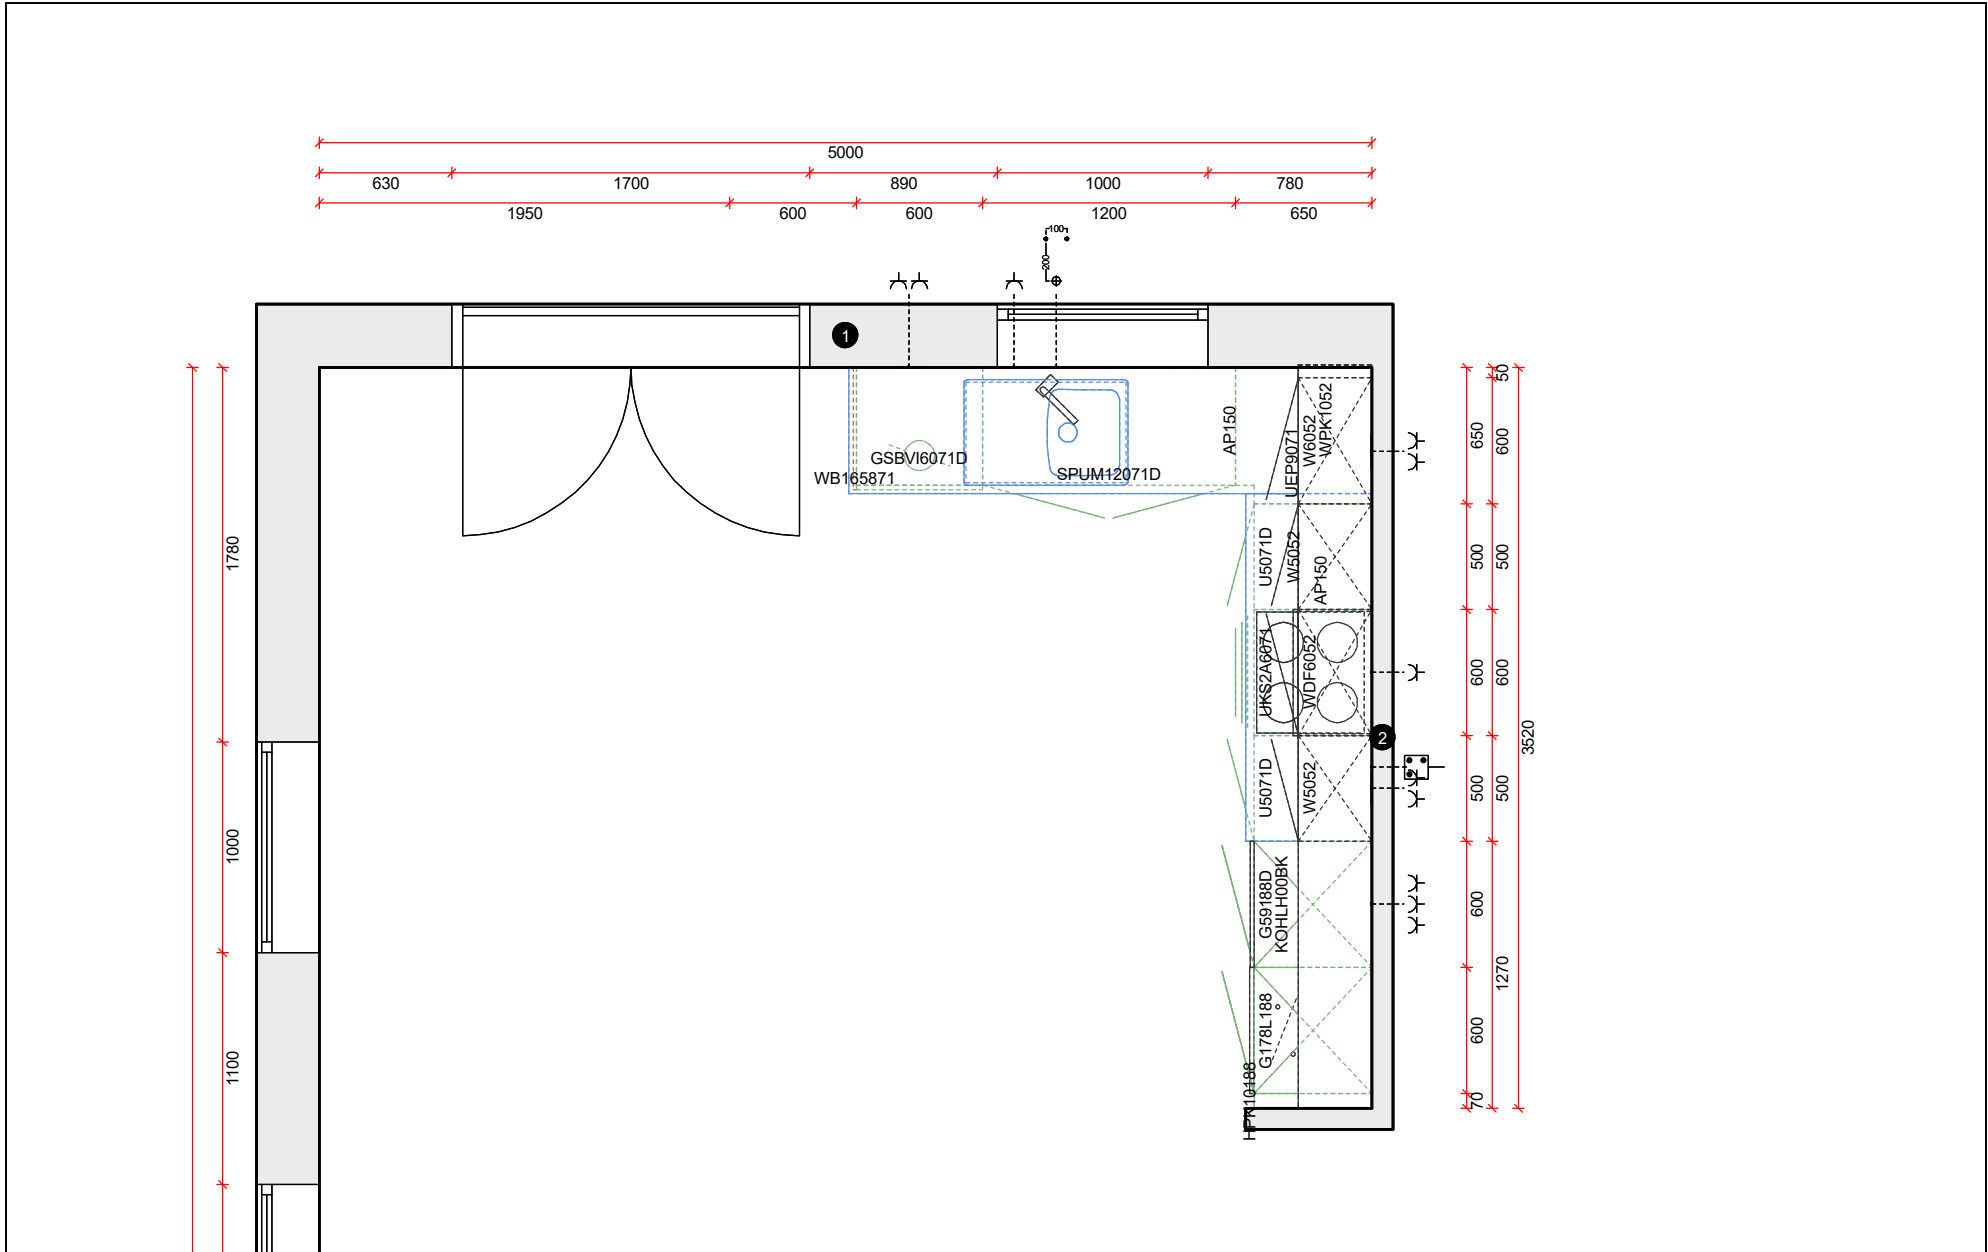 5000
630 1700 890 1000 780
1950 600 600 1200 650
100
200
1
GSBVI6071D
WB165871
SPUM12071D
AP150
UEP9071
W6052
WPK1052
U5071D
W5052
AP150
UKS2A6071
WDF6052
2
U5071D
W5052
G59188D
KOHLH00BK
G178L188
HPK10188
1780
1000
1100
650
500
600
500
600
600
70
50
600
500
600
500
1270
3520